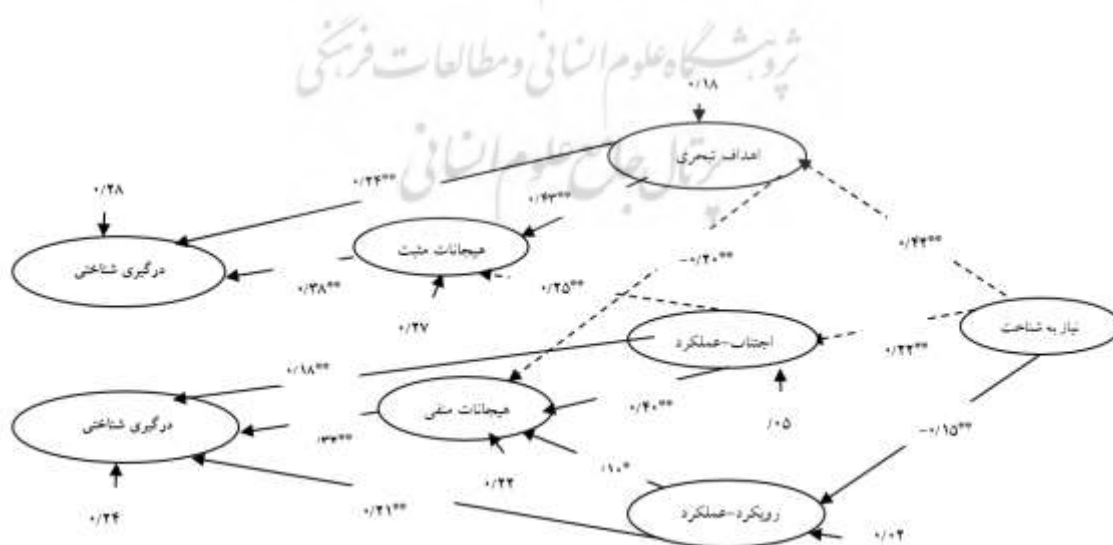 پژوهشگاه علوم انسانی و مطالعات فرهنگی
پرتال جامع علوم انسانی
۰/۱۸
اهداف تبحری
۰/۲۴**
۰/۲۸
۰/۴۳**
هیجانات مثبت
۰/۴۲**
درگیری شناختی
۰/۳۸**
-۰/۲۰**
۰/۲۵**
۰/۲۷
نیاز به شناخت
اجتناب-عملکرد
۰/۲۲**
۰/۱۸**
هیجانات منفی
۰/۴۰**
/۰۵
درگیری شناختی
-۰/۱۵**
/۱۰*
۰/۲۲
رویکرد-عملکرد
۰/۲۴
۰/۲۱**
۰/۰۲